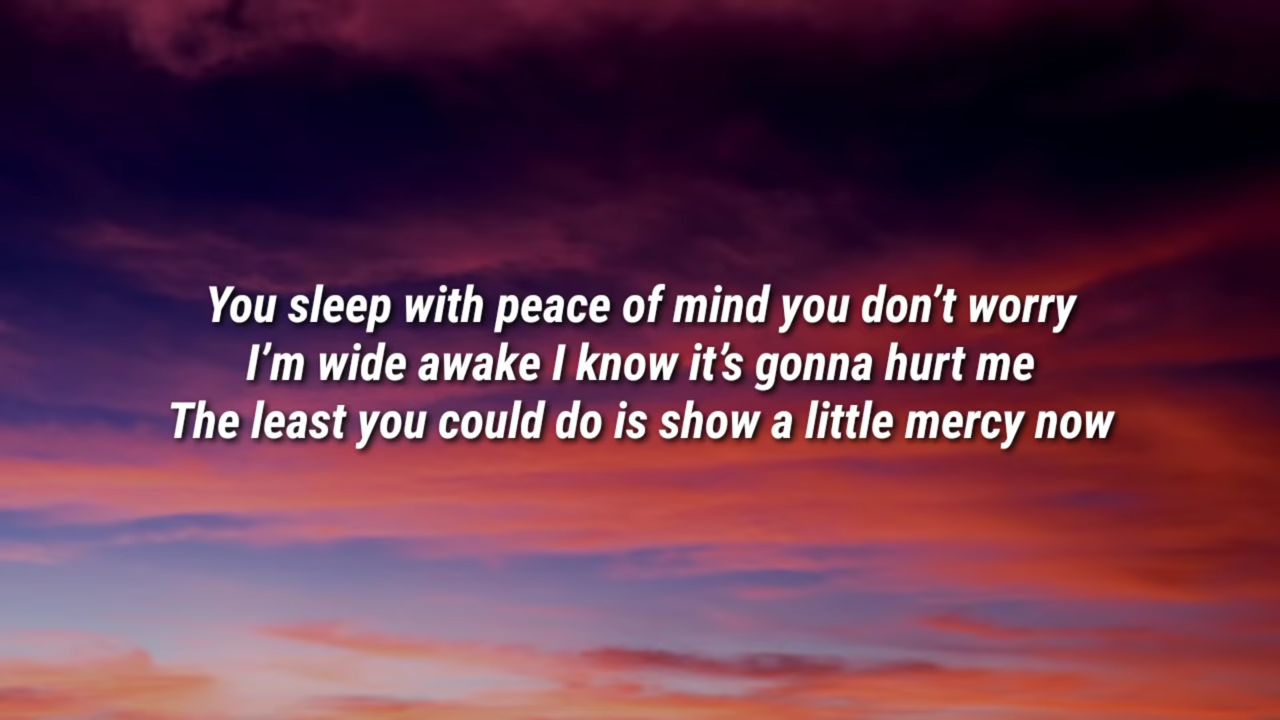 You sleep with peace of mind you don’t worry
I’m wide awake I know it’s gonna hurt me
The least you could do is show a little mercy now